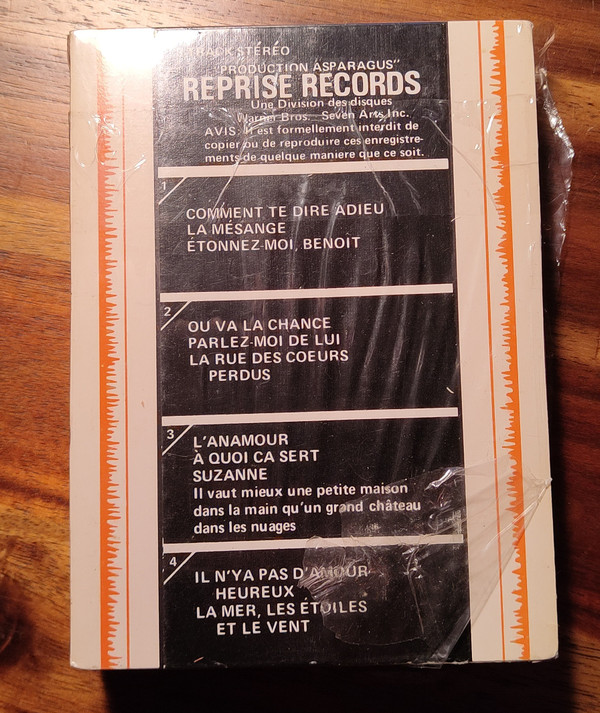 TRACK STÉRÉO
"PRODUCTION ASPARAGUS"
REPRISE RECORDS
Une Division des disques
Warner Bros. Seven Arts Inc.
AVIS: Il est formellement interdit de
copier ou de reproduire ces enregistre-
ments de quelque maniere que ce soit.
1
COMMENT TE DIRE ADIEU
LA MÉSANGE
ÉTONNEZ-MOI, BENOIT
2
OU VA LA CHANCE
PARLEZ-MOI DE LUI
LA RUE DES COEURS
PERDUS
3
L'ANAMOUR
À QUOI CA SERT
SUZANNE
Il vaut mieux une petite maison
dans la main qu'un grand château
dans les nuages
4
IL N'YA PAS D'AMOUR
HEUREUX
LA MER, LES ÉTOILES
ET LE VENT